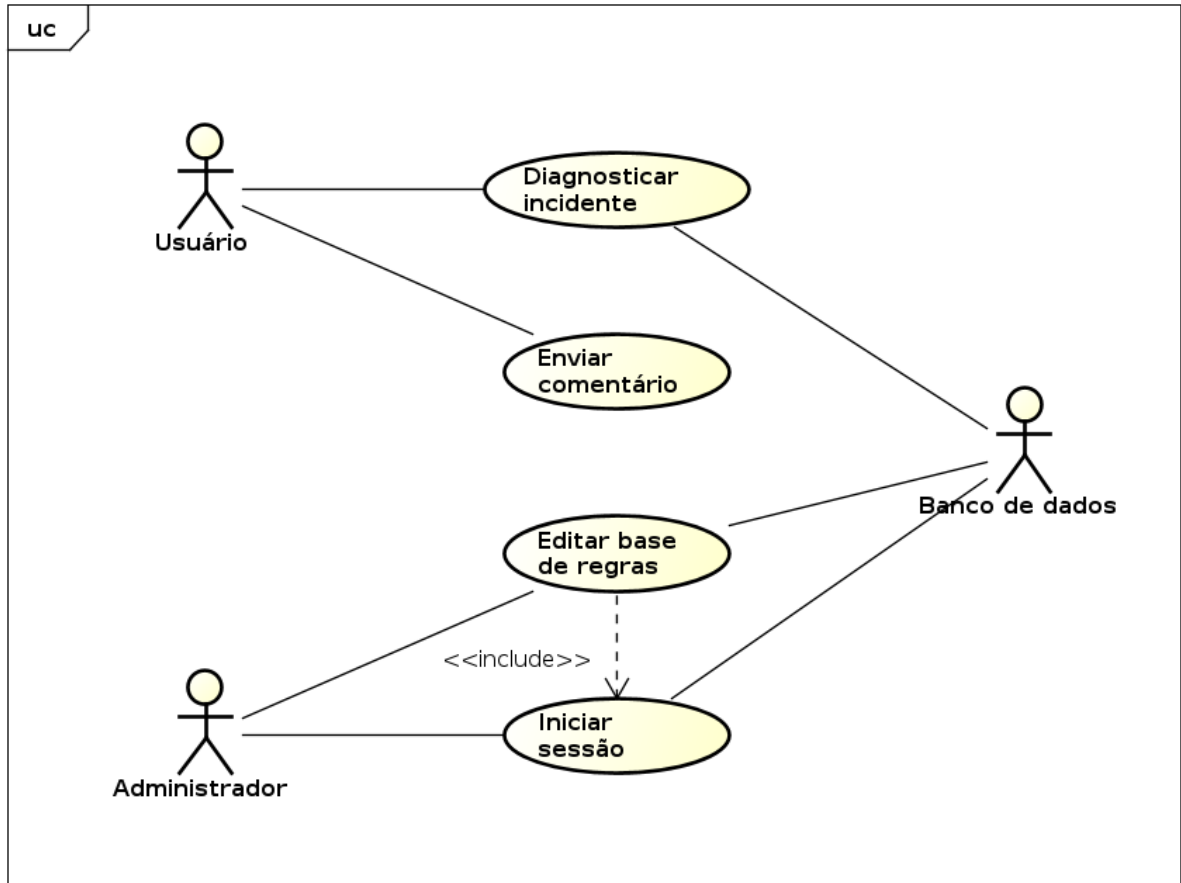 uc
Diagnosticar
incidente
Usuário
Enviar
comentário
Banco de dados
Editar base
de regras
<<include>>
Iniciar
sessão
Administrador